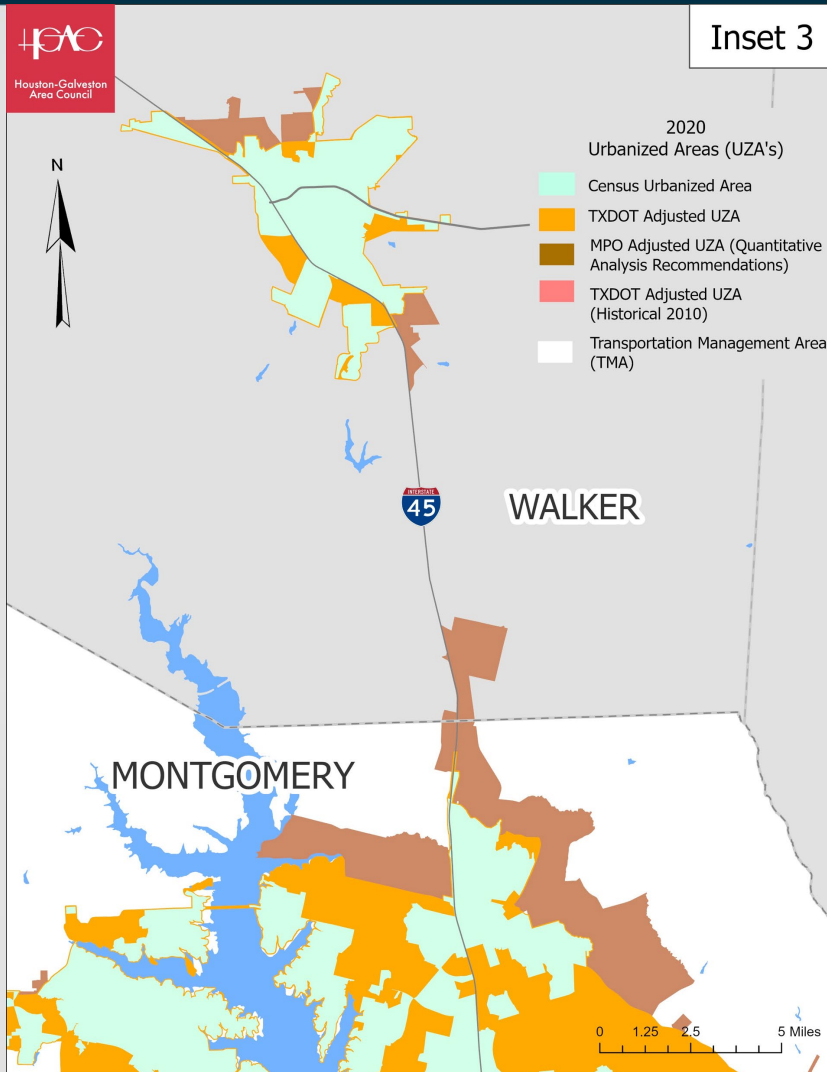 HGAC
Houston-Galveston
Area Council
Inset 3
N
2020
Urbanized Areas (UZA's)
Census Urbanized Area
TXDOT Adjusted UZA
MPO Adjusted UZA (Quantitative
Analysis Recommendations)
TXDOT Adjusted UZA
(Historical 2010)
Transportation Management Area
(TMA)
INTERSTATE
45
WALKER
MONTGOMERY
0 1.25 2.5 5 Miles